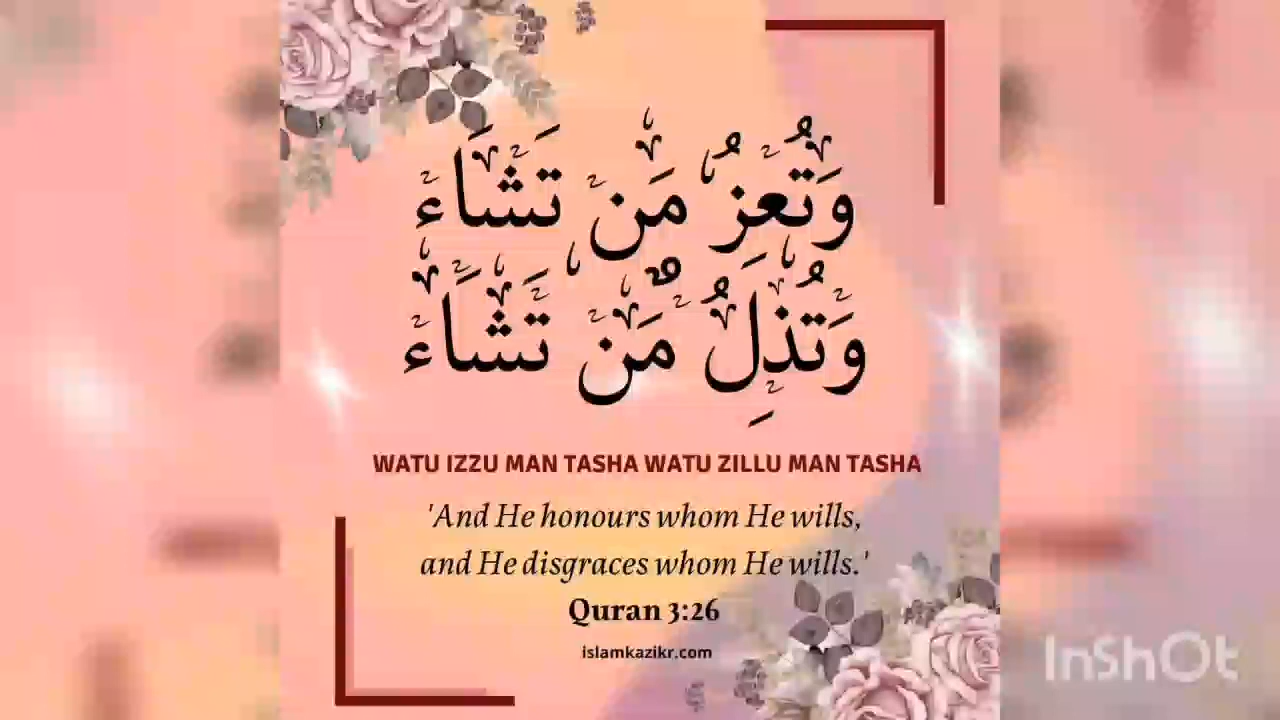 وَتُعِزُّ مَن تَشَاءُ
وَتُذِلُّ مَن تَشَاءُ
WATU IZZU MAN TASHA WATU ZILLU MAN TASHA
'And He honours whom He wills,
and He disgraces whom He wills.'
Quran 3:26
islamkazikr.com
InShOt